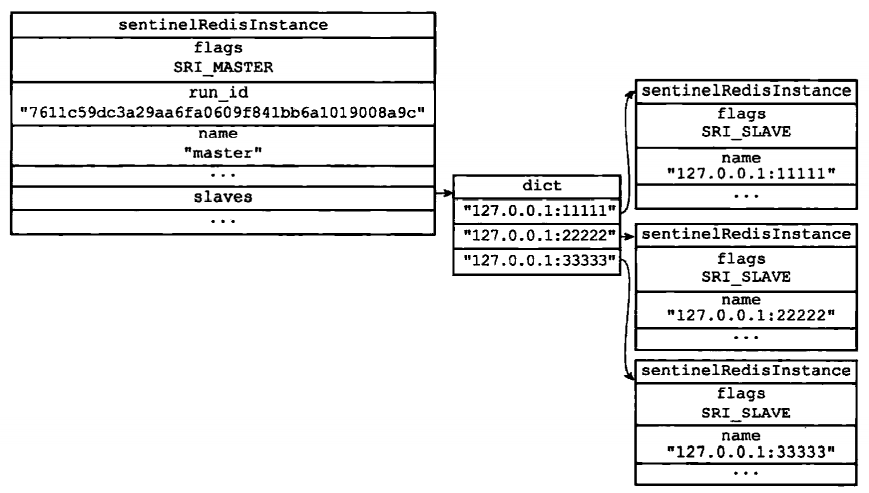 sentinelRedisInstance
flags
SRI_MASTER
run_id
"7611c59dc3a29aa6fa0609f841bb6a1019008a9c"
name
"master"
...
slaves
...
dict
"127.0.0.1:11111"
"127.0.0.1:22222"
"127.0.0.1:33333"
sentinelRedisInstance
flags
SRI_SLAVE
name
"127.0.0.1:11111"
...
sentinelRedisInstance
flags
SRI_SLAVE
name
"127.0.0.1:22222"
...
sentinelRedisInstance
flags
SRI_SLAVE
name
"127.0.0.1:33333"
...